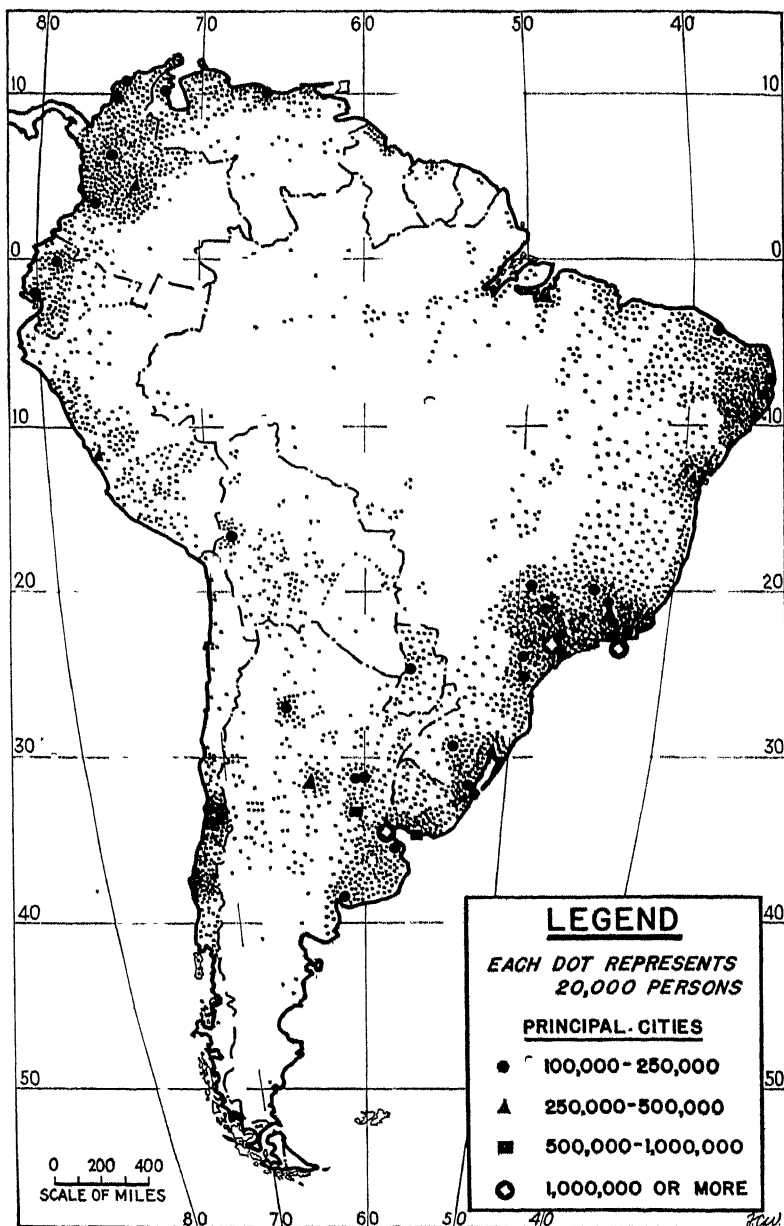 80 70 60 50 40
10 10
0 0
10 10
20 20
30 30
40 40
50
LEGEND
EACH DOT REPRESENTS
20,000 PERSONS
PRINCIPAL CITIES
100,000-250,000
250,000-500,000
500,000-1,000,000
1,000,000 OR MORE
0 200 400
SCALE OF MILES
80 70 60 50 40